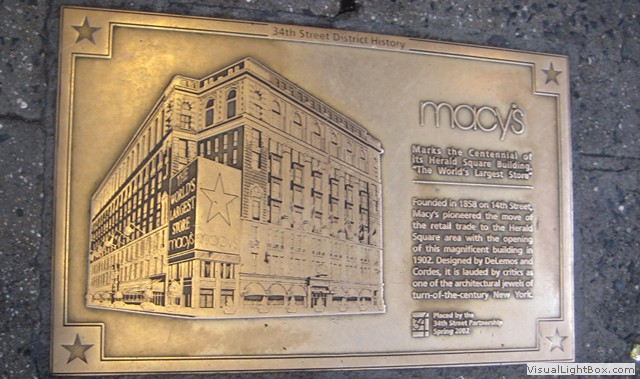 34th Street District History
THE
WORLD'S
LARGEST
STORE
macy's
macy's
macy's
Marks the Centennial of
its Herald Square Building,
"The World's Largest Store"
Founded in 1858 on 14th Street,
Macy's pioneered the move of
the retail trade to the Herald
Square area with the opening
of this magnificent building in
1902. Designed by DeLemos and
Cordes, it is lauded by critics as
one of the architectural jewels of
turn-of-the-century New York.
Placed by the
34th Street Partnership
Spring 2002
VisualLightBox.com